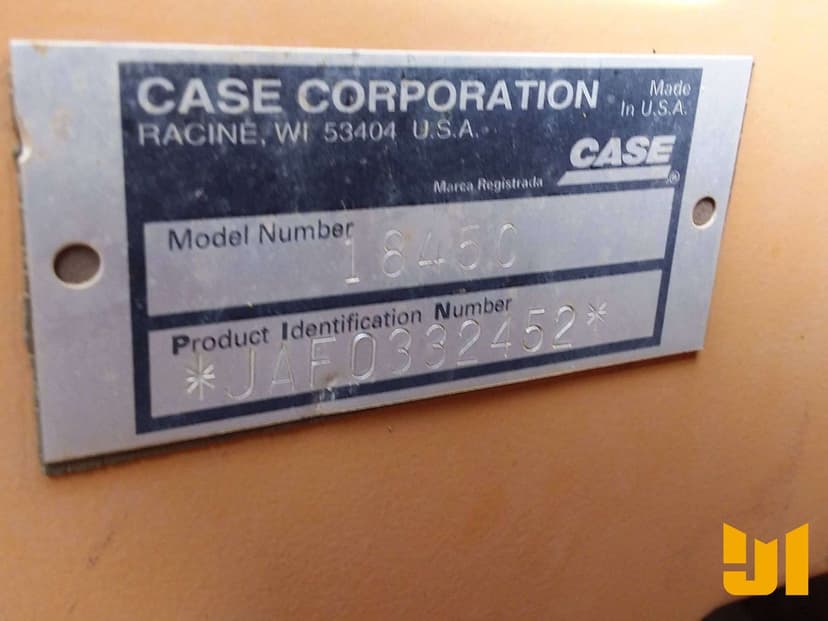 CASE CORPORATION
Made
In U.S.A.
RACINE, WI 53404 U.S.A.
CASE
®
Marca Registrada
Model Number
1845C
Product Identification Number
*JAF0332452*